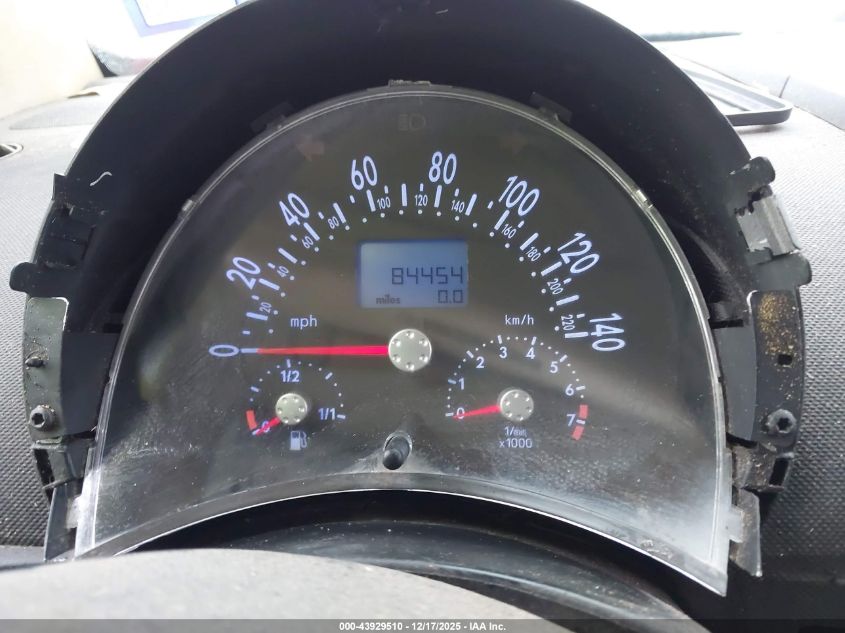 0 20 40 60 80 100 120 140
20 40 60 80 100 120 140 160 180 200 220
84454
miles 0.0
mph
km/h
0 1/2 1/1
0 1 2 3 4 5 6 7
1/min
x1000
000-43929510 - 12/17/2025 - IAA Inc.